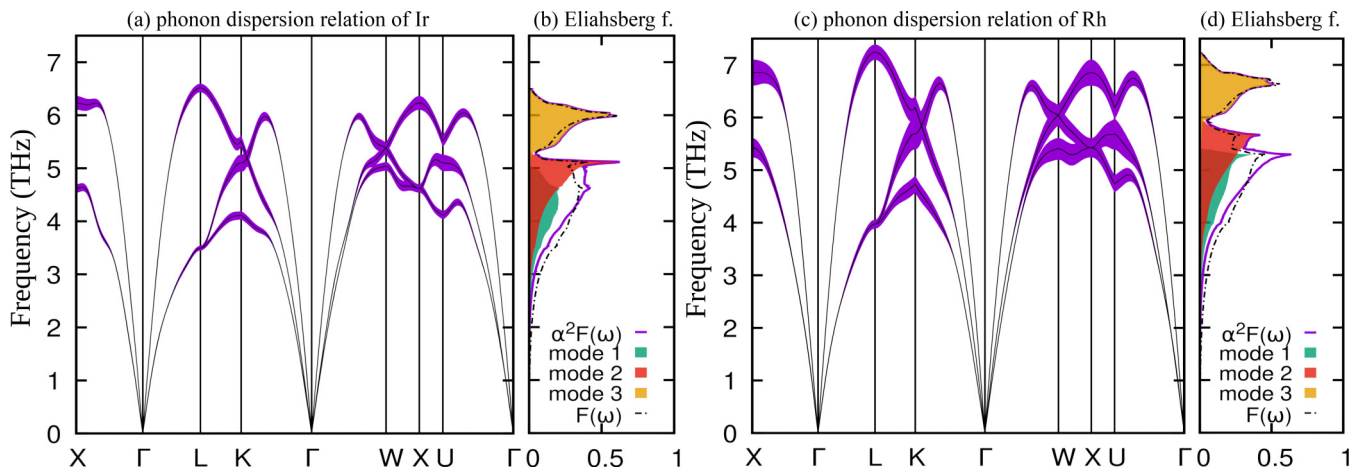 (a) phonon dispersion relation of Ir
(b) Eliahsberg f.
(c) phonon dispersion relation of Rh
(d) Eliahsberg f.
Frequency (THz)
7
6
5
4
3
2
1
0
X Γ L K Γ W X U Γ
α²F(ω)
mode 1
mode 2
mode 3
F(ω)
0 0.5 1
Frequency (THz)
7
6
5
4
3
2
1
0
X Γ L K Γ W X U Γ
α²F(ω)
mode 1
mode 2
mode 3
F(ω)
0 0.5 1